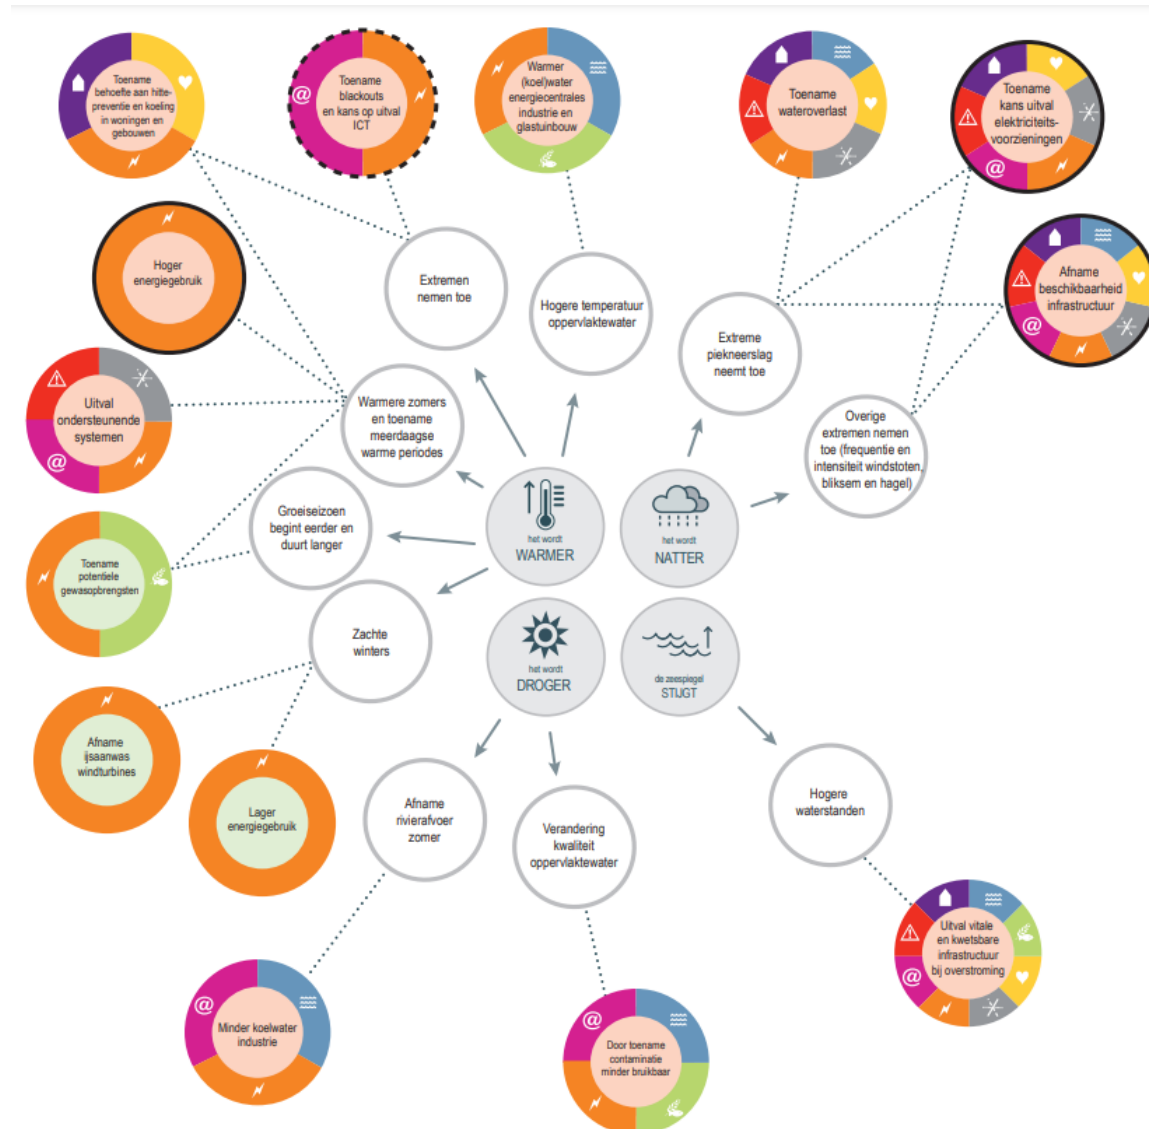 Toename
behoefte aan hitte-
preventie en koeling
in woningen en
gebouwen
@
Toename
blackouts
en kans op uitval
ICT
Warmer
(koel)water
energiecentrales
industrie en
glastuinbouw
Toename
wateroverlast
Toename
kans uitval
elektriciteits-
voorzieningen
@
Hoger
energiegebruik
Extremen
nemen toe
Hogere temperatuur
oppervlaktewater
Extreme
piekneerslag
neemt toe
Afname
beschikbaarheid
infrastructuur
@
Uitval
ondersteunende
systemen
@
Warmere zomers
en toename
meerdaagse
warme periodes
Overige
extremen nemen
toe (frequentie en
intensiteit windstoten,
bliksem en hagel)
Groeiseizoen
begint eerder en
duurt langer
het wordt
WARMER
het wordt
NATTER
Toename
potentiele
gewasopbrengsten
Zachte
winters
het wordt
DROGER
de zeespiegel
STIJGT
Afname
ijsaanwas
windturbines
Lager
energiegebruik
Afname
rivierafvoer
zomer
Verandering
kwaliteit
oppervlaktewater
Hogere
waterstanden
Uitval vitale
en kwetsbare
infrastructuur
bij overstroming
@
@
Minder koelwater
industrie
@
Door toename
contaminatie
minder bruikbaar